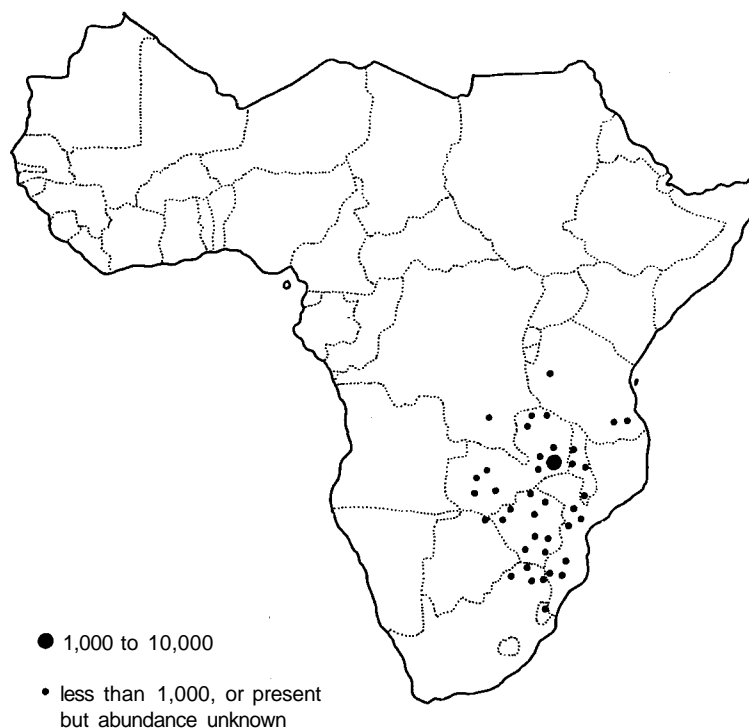 1,000 to 10,000
less than 1,000, or present
but abundance unknown